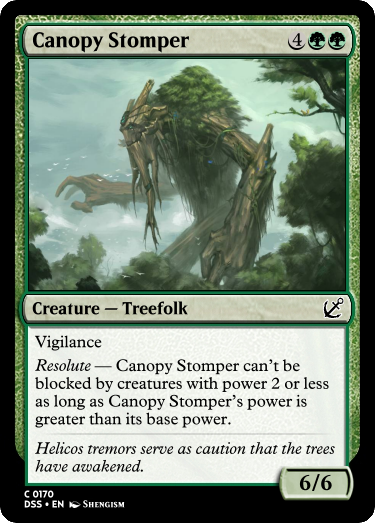 Canopy Stomper 4
Creature — Treefolk
Vigilance
Resolute — Canopy Stomper can't be
blocked by creatures with power 2 or less
as long as Canopy Stomper's power is
greater than its base power.
Helicos tremors serve as caution that the trees
have awakened.
6/6
C 0170
DSS • EN Shengism